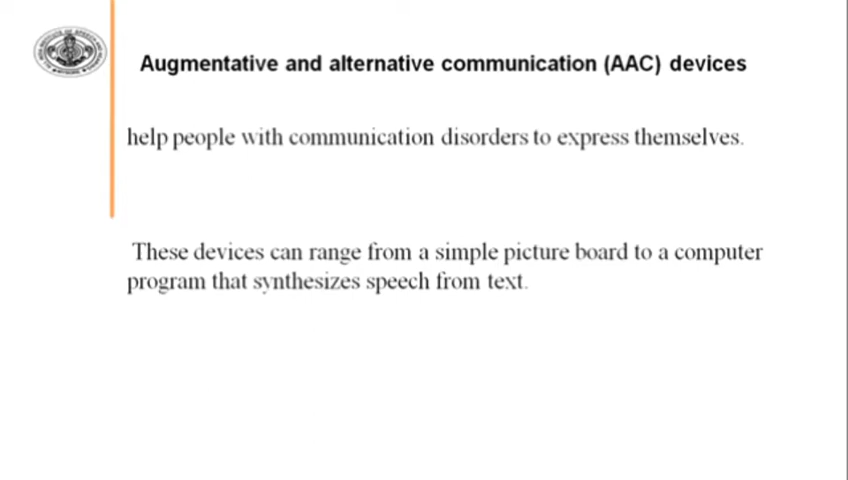 Augmentative and alternative communication (AAC) devices
help people with communication disorders to express themselves.
These devices can range from a simple picture board to a computer
program that synthesizes speech from text.